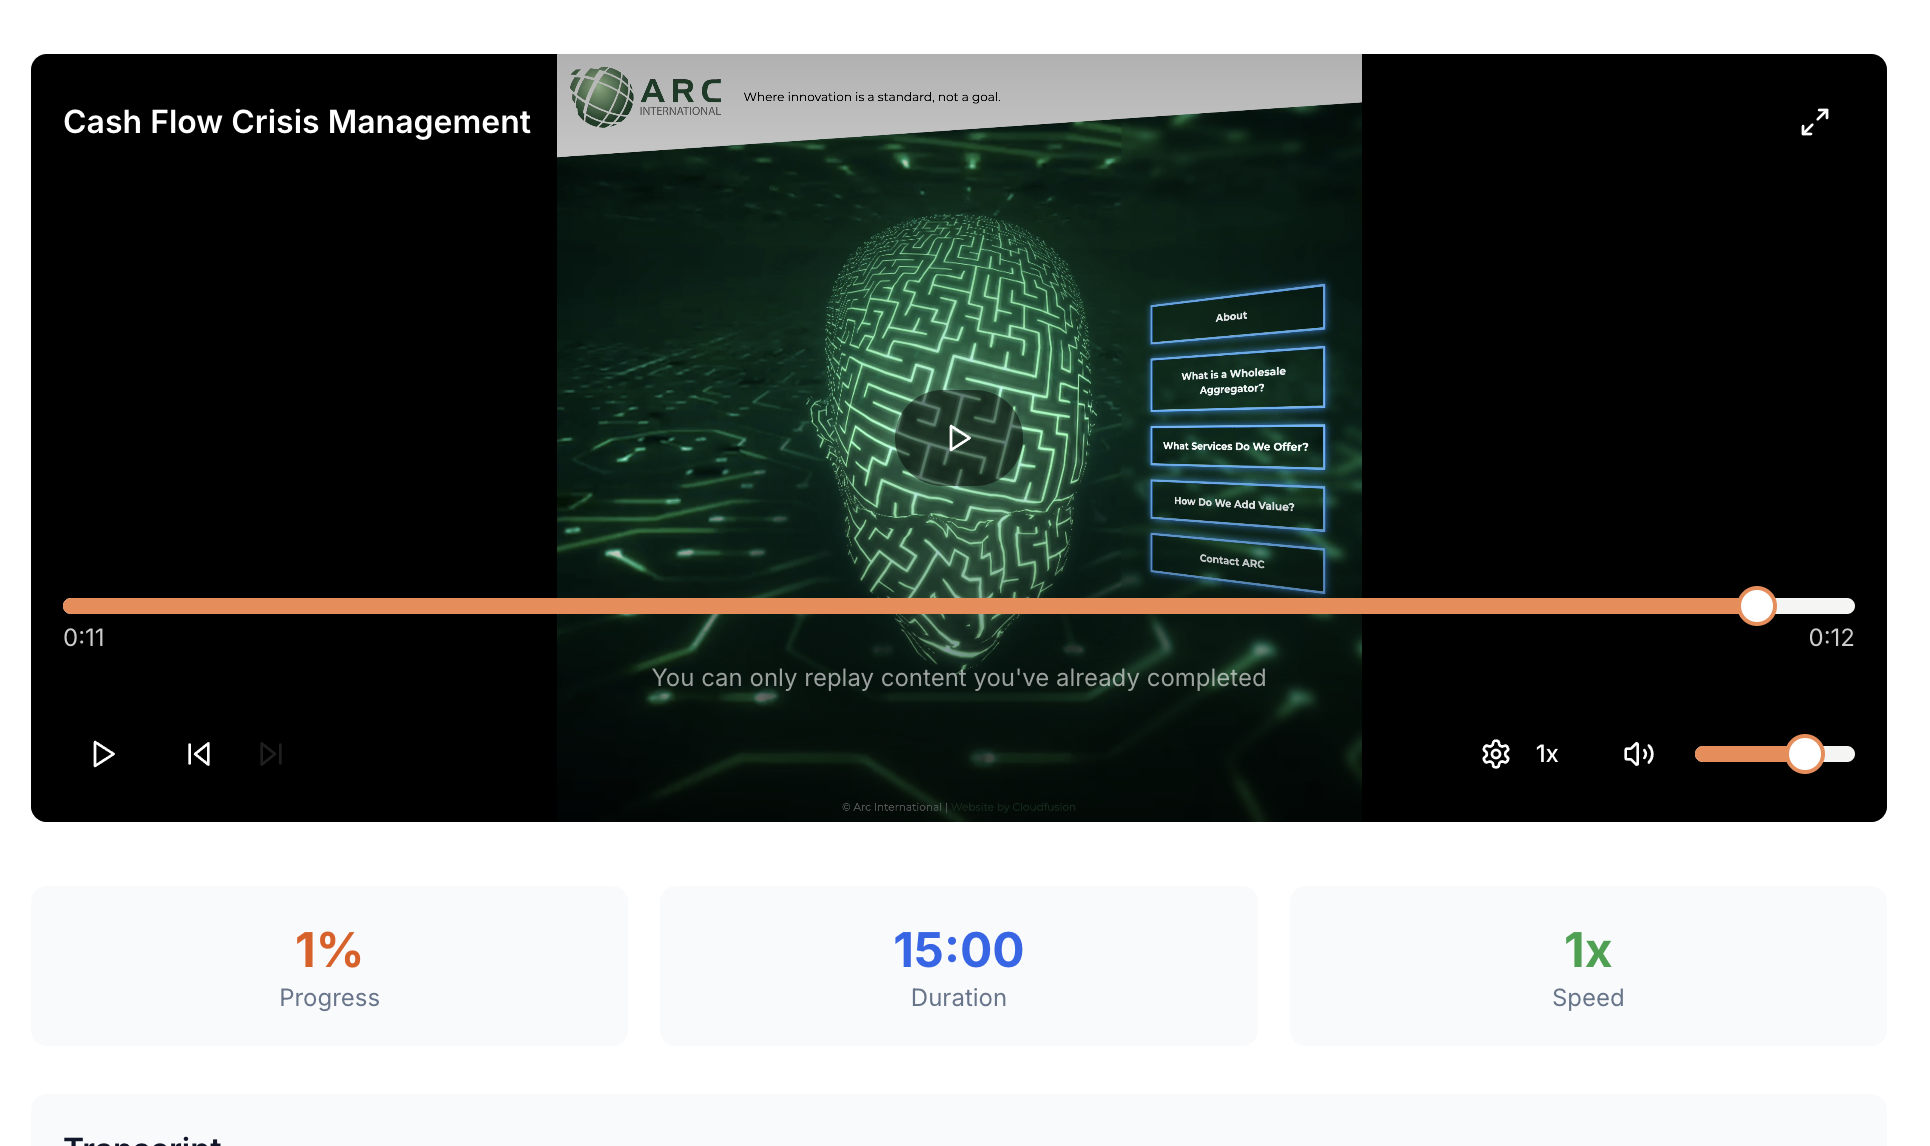 Cash Flow Crisis Management
ARC
INTERNATIONAL
Where innovation is a standard, not a goal.
About
What is a Wholesale
Aggregator?
What Services Do We Offer?
How Do We Add Value?
Contact ARC
0:11
0:12
You can only replay content you've already completed
1x
© Arc International | Website by Cloudfusion
1%
Progress
15:00
Duration
1x
Speed
Transcript